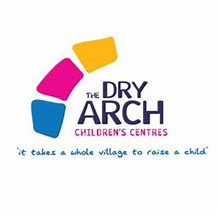 THE DRY
ARCH
CHILDREN'S CENTRES
'it takes a whole village to raise a child'